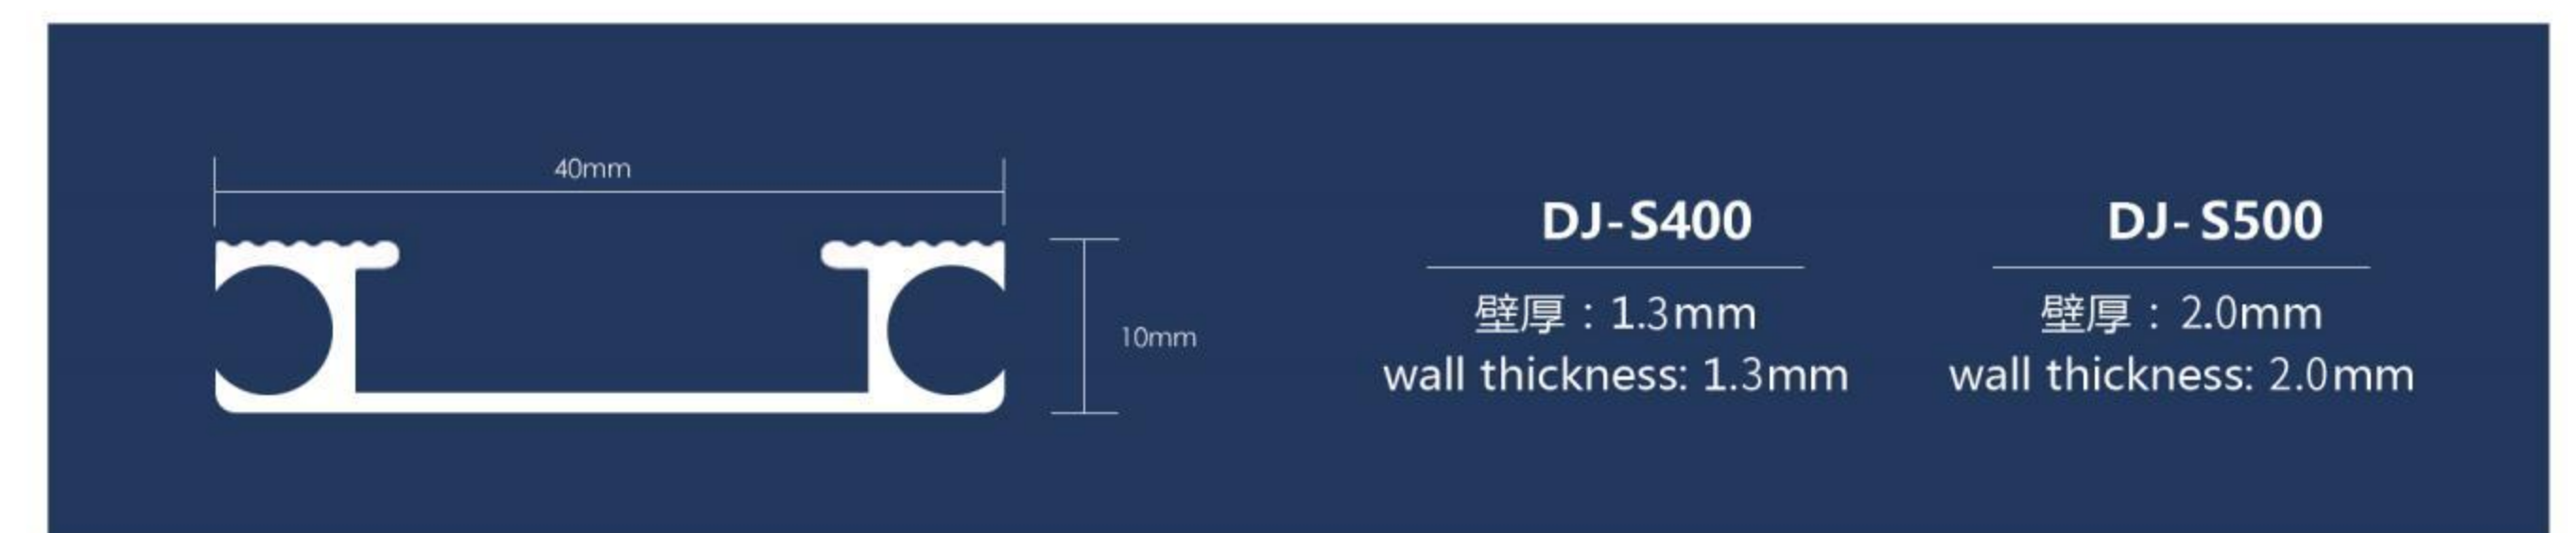 40mm
10mm
DJ-S400
壁厚：1.3mm
wall thickness: 1.3mm
DJ- S500
壁厚：2.0mm
wall thickness: 2.0mm